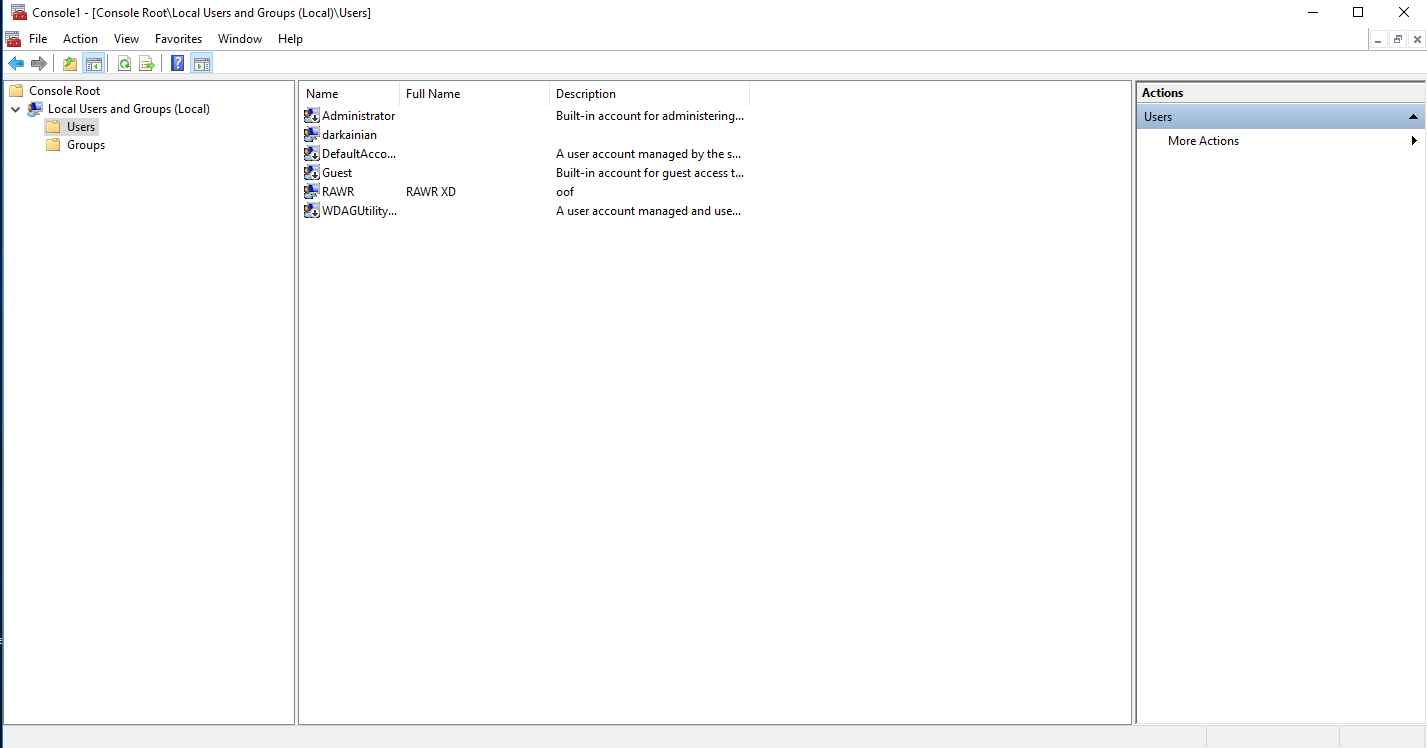 Console1 - [Console Root\Local Users and Groups (Local)\Users]
File Action View Favorites Window Help
Console Root
Local Users and Groups (Local)
Users
Groups
Name Full Name Description
Administrator Built-in account for administering...
darkainian
DefaultAcco... A user account managed by the s...
Guest Built-in account for guest access t...
RAWR RAWR XD oof
WDAGUtility... A user account managed and use...
Actions
Users
More Actions